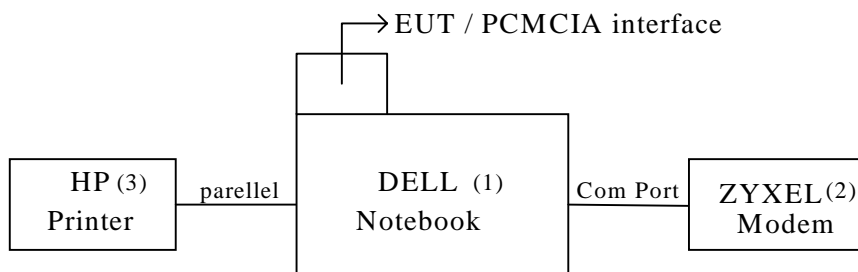 EUT / PCMCIA interface
HP (3)
Printer
parellel
DELL (1)
Notebook
Com Port
ZYXEL (2)
Modem